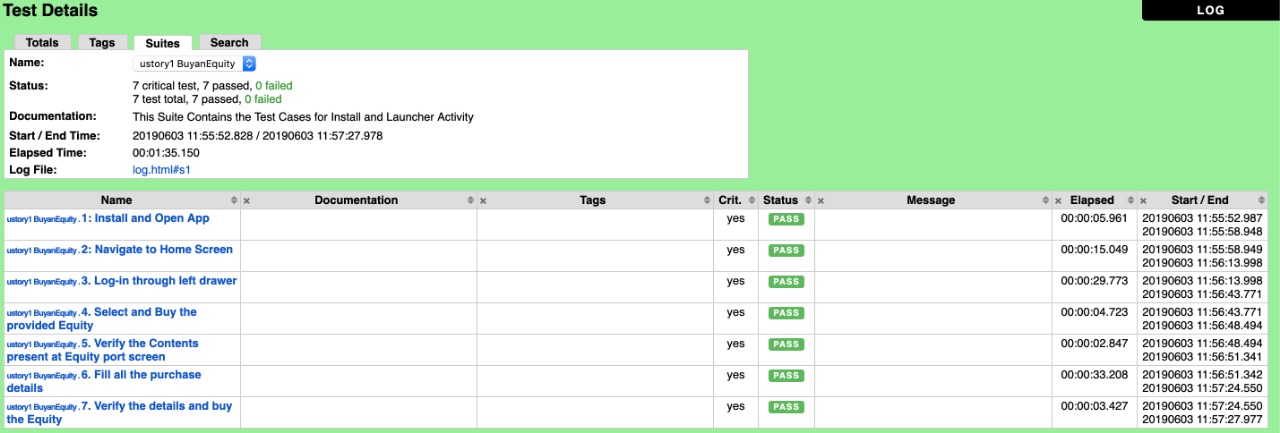 Test Details
LOG
Totals Tags Suites Search
Name: ustory1 BuyanEquity
Status: 7 critical test, 7 passed, 0 failed
7 test total, 7 passed, 0 failed
Documentation: This Suite Contains the Test Cases for Install and Launcher Activity
Start / End Time: 20190603 11:55:52.828 / 20190603 11:57:27.978
Elapsed Time: 00:01:35.150
Log File: log.html#s1
Name × Documentation × Tags Crit. Status × Message × Elapsed × Start / End
ustory1 BuyanEquity.1: Install and Open App yes PASS 00:00:05.961 20190603 11:55:52.987
20190603 11:55:58.948
ustory1 BuyanEquity.2: Navigate to Home Screen yes PASS 00:00:15.049 20190603 11:55:58.949
20190603 11:56:13.998
ustory1 BuyanEquity.3. Log-in through left drawer yes PASS 00:00:29.773 20190603 11:56:13.998
20190603 11:56:43.771
ustory1 BuyanEquity.4. Select and Buy the yes PASS 00:00:04.723 20190603 11:56:43.771
provided Equity 20190603 11:56:48.494
ustory1 BuyanEquity.5. Verify the Contents yes PASS 00:00:02.847 20190603 11:56:48.494
present at Equity port screen 20190603 11:56:51.341
ustory1 BuyanEquity.6. Fill all the purchase yes PASS 00:00:33.208 20190603 11:56:51.342
details 20190603 11:57:24.550
ustory1 BuyanEquity.7. Verify the details and buy yes PASS 00:00:03.427 20190603 11:57:24.550
the Equity 20190603 11:57:27.977